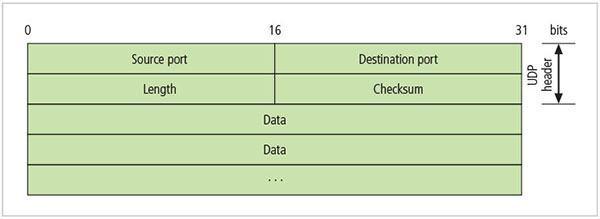 0 16 31 bits
Source port Destination port
Length Checksum
UDP
header
Data
Data
...